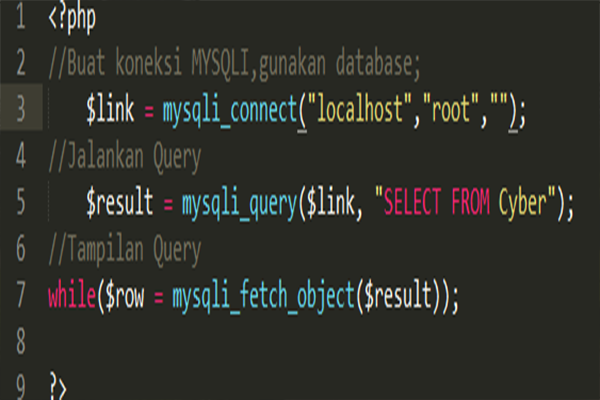 1 <?php
2 //Buat koneksi MYSQLI,gunakan database;
3 $link = mysqli_connect("localhost","root","");
4 //Jalankan Query
5 $result = mysqli_query($link, "SELECT FROM Cyber");
6 //Tampilan Query
7 while($row = mysqli_fetch_object($result));
8
9 ?>